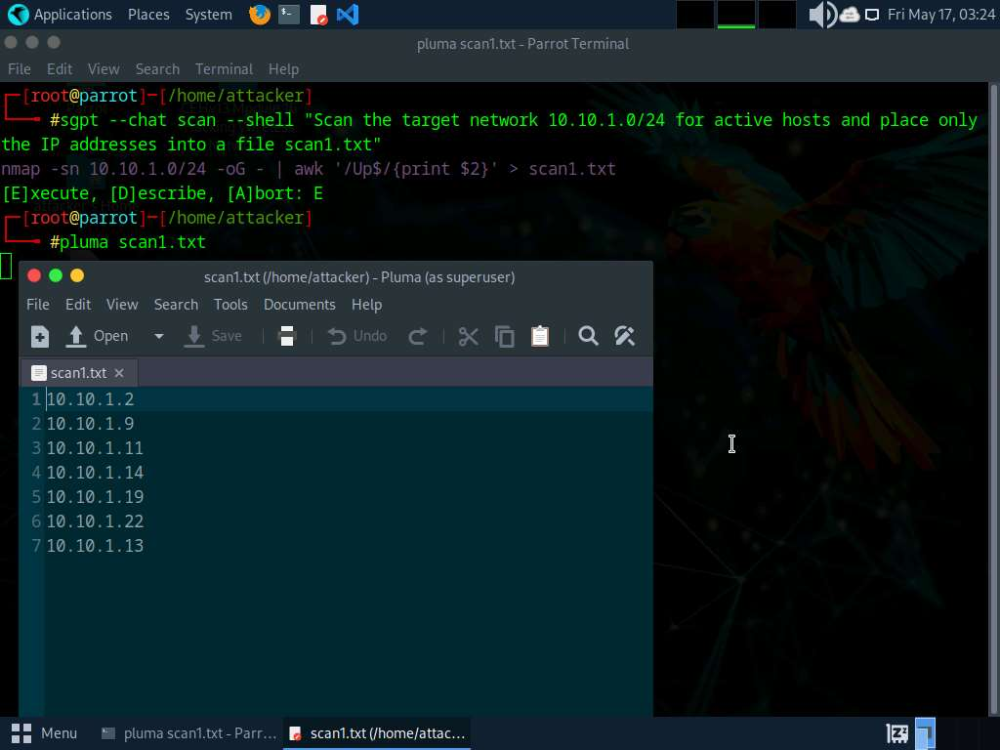 Applications Places System Fri May 17, 03:24
pluma scan1.txt - Parrot Terminal
File Edit View Search Terminal Help
[root@parrot]─[/home/attacker]
#sgpt --chat scan --shell "Scan the target network 10.10.1.0/24 for active hosts and place only
the IP addresses into a file scan1.txt"
nmap -sn 10.10.1.0/24 -oG - | awk '/Up$/{print $2}' > scan1.txt
[E]xecute, [D]escribe, [A]bort: E
[root@parrot]─[/home/attacker]
#pluma scan1.txt
scan1.txt (/home/attacker) - Pluma (as superuser)
File Edit View Search Tools Documents Help
Open Save Undo
scan1.txt ×
1 10.10.1.2
2 10.10.1.9
3 10.10.1.11
4 10.10.1.14
5 10.10.1.19
6 10.10.1.22
7 10.10.1.13
Menu pluma scan1.txt - Parr... scan1.txt (/home/attac...